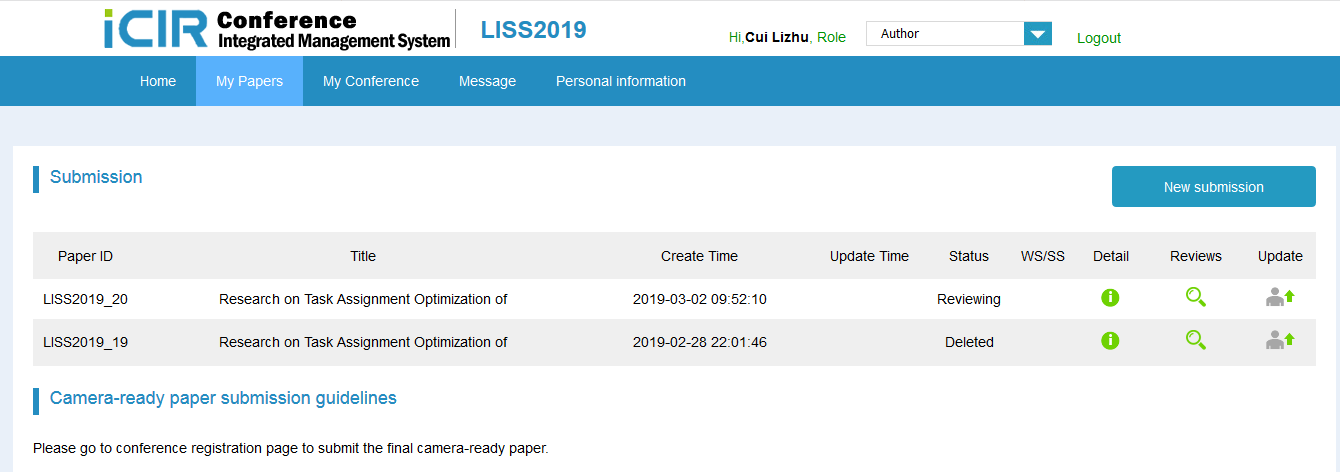 iCIR Conference Integrated Management System LISS2019 Hi,Cui Lizhu, Role Author Logout
Home My Papers My Conference Message Personal information
Submission
New submission
Paper ID Title Create Time Update Time Status WS/SS Detail Reviews Update
LISS2019_20 Research on Task Assignment Optimization of 2019-03-02 09:52:10 Reviewing
LISS2019_19 Research on Task Assignment Optimization of 2019-02-28 22:01:46 Deleted
Camera-ready paper submission guidelines
Please go to conference registration page to submit the final camera-ready paper.